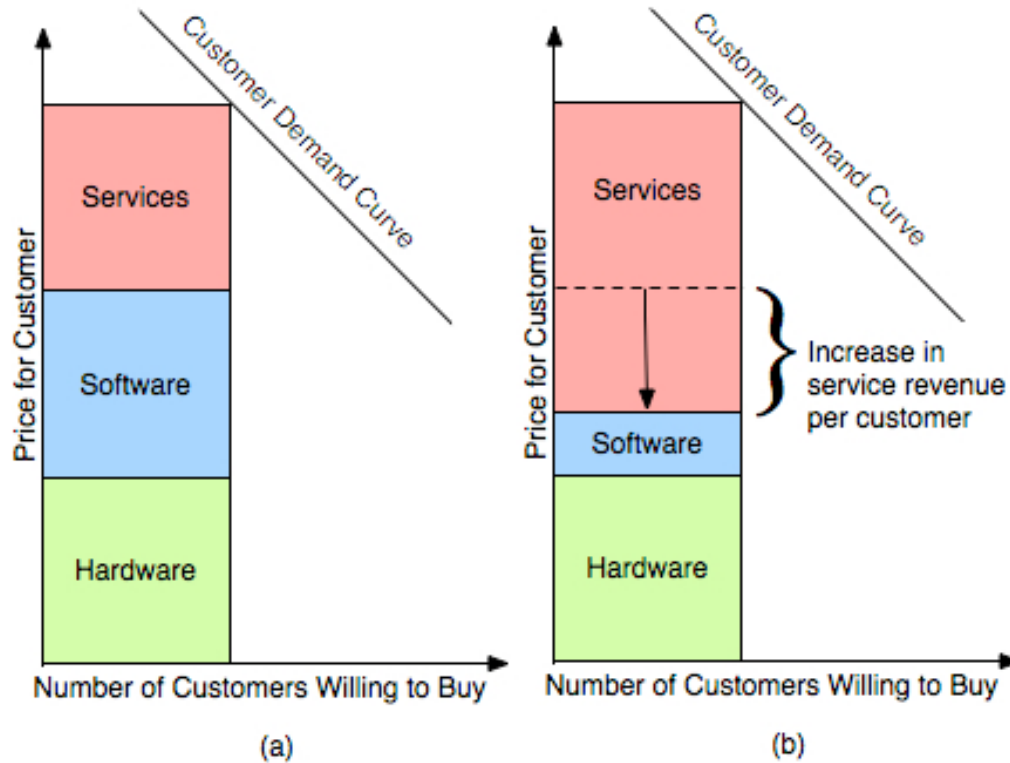 Customer Demand Curve
Services
Software
Hardware
Price for Customer
Number of Customers Willing to Buy
(a)
Customer Demand Curve
Services
Increase in
service revenue
per customer
Software
Hardware
Price for Customer
Number of Customers Willing to Buy
(b)